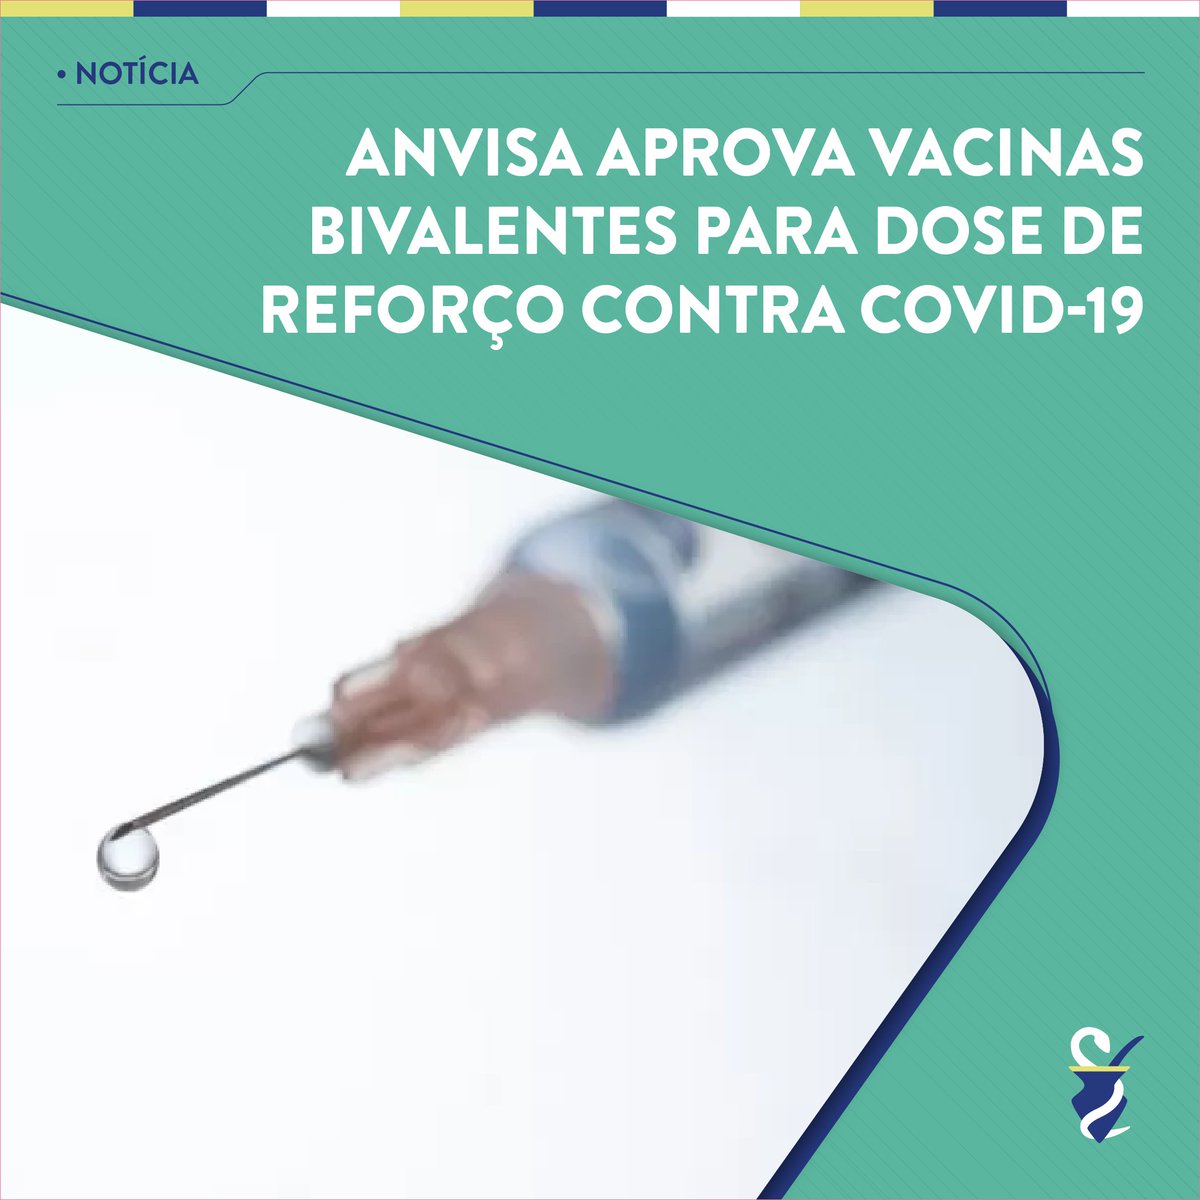 • NOTÍCIA
ANVISA APROVA VACINAS
BIVALENTES PARA DOSE DE
REFORÇO CONTRA COVID-19